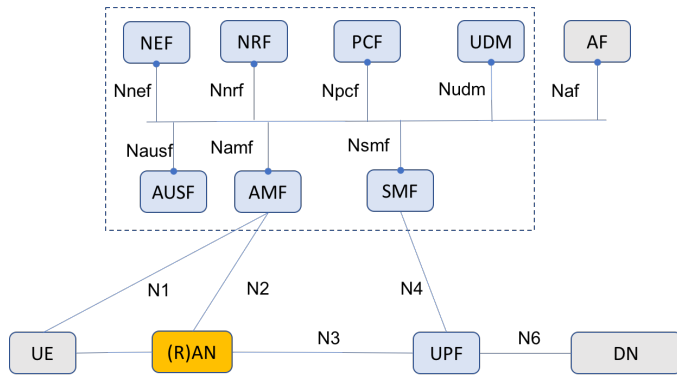 NEF NRF PCF UDM AF
Nnef Nnrf Npcf Nudm Naf
Nausf Namf Nsmf
AUSF AMF SMF
N1 N2 N4
N3 N6
UE (R)AN UPF DN